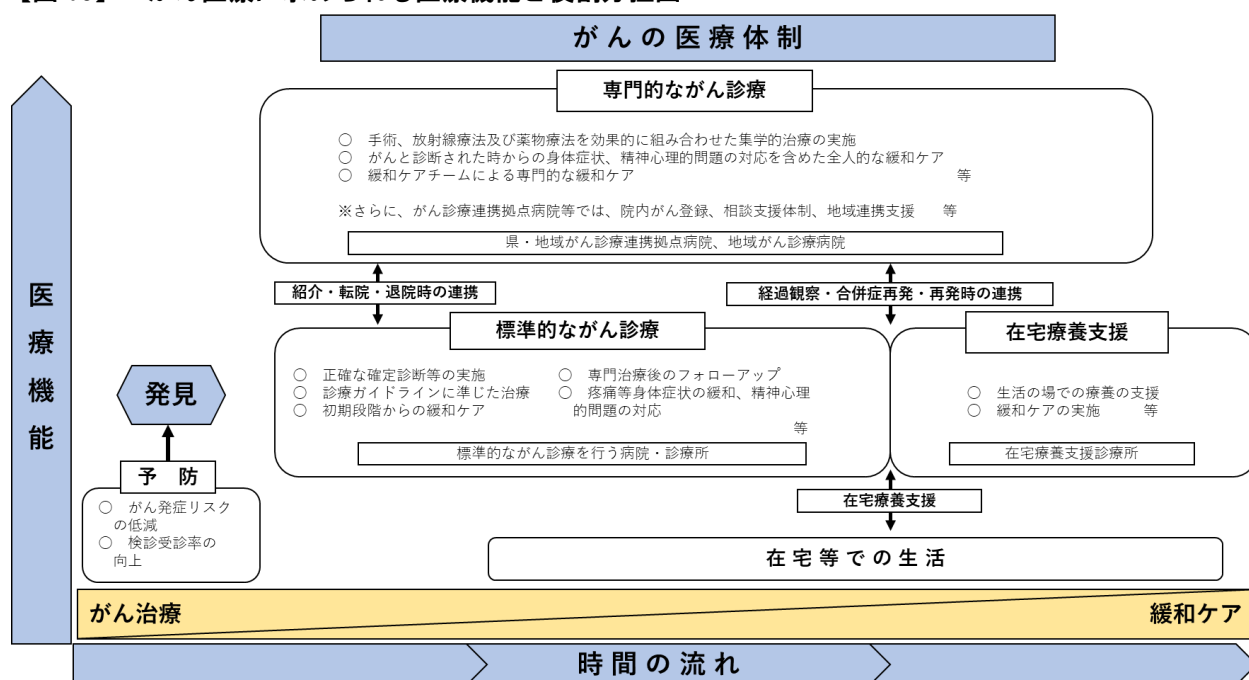 がんの医療体制
専門的ながん診療
○ 手術、放射線療法及び薬物療法を効果的に組み合わせた集学的治療の実施
○ がんと診断された時からの身体症状、精神心理的問題の対応を含めた全人的な緩和ケア
○ 緩和ケアチームによる専門的な緩和ケア 等
※さらに、がん診療連携拠点病院等では、院内がん登録、相談支援体制、地域連携支援 等
県・地域がん診療連携拠点病院、地域がん診療病院
紹介・転院・退院時の連携
経過観察・合併症再発・再発時の連携
医療機能
標準的ながん診療
○ 正確な確定診断等の実施
○ 診療ガイドラインに準じた治療
○ 初期段階からの緩和ケア
○ 専門治療後のフォローアップ
○ 疼痛等身体症状の緩和、精神心理
的問題の対応
等
標準的ながん診療を行う病院・診療所
在宅療養支援
○ 生活の場での療養の支援
○ 緩和ケアの実施 等
在宅療養支援診療所
発見
予 防
○ がん発症リスク
の低減
○ 検診受診率の
向上
在宅療養支援
在宅等での生活
がん治療
緩和ケア
時間の流れ